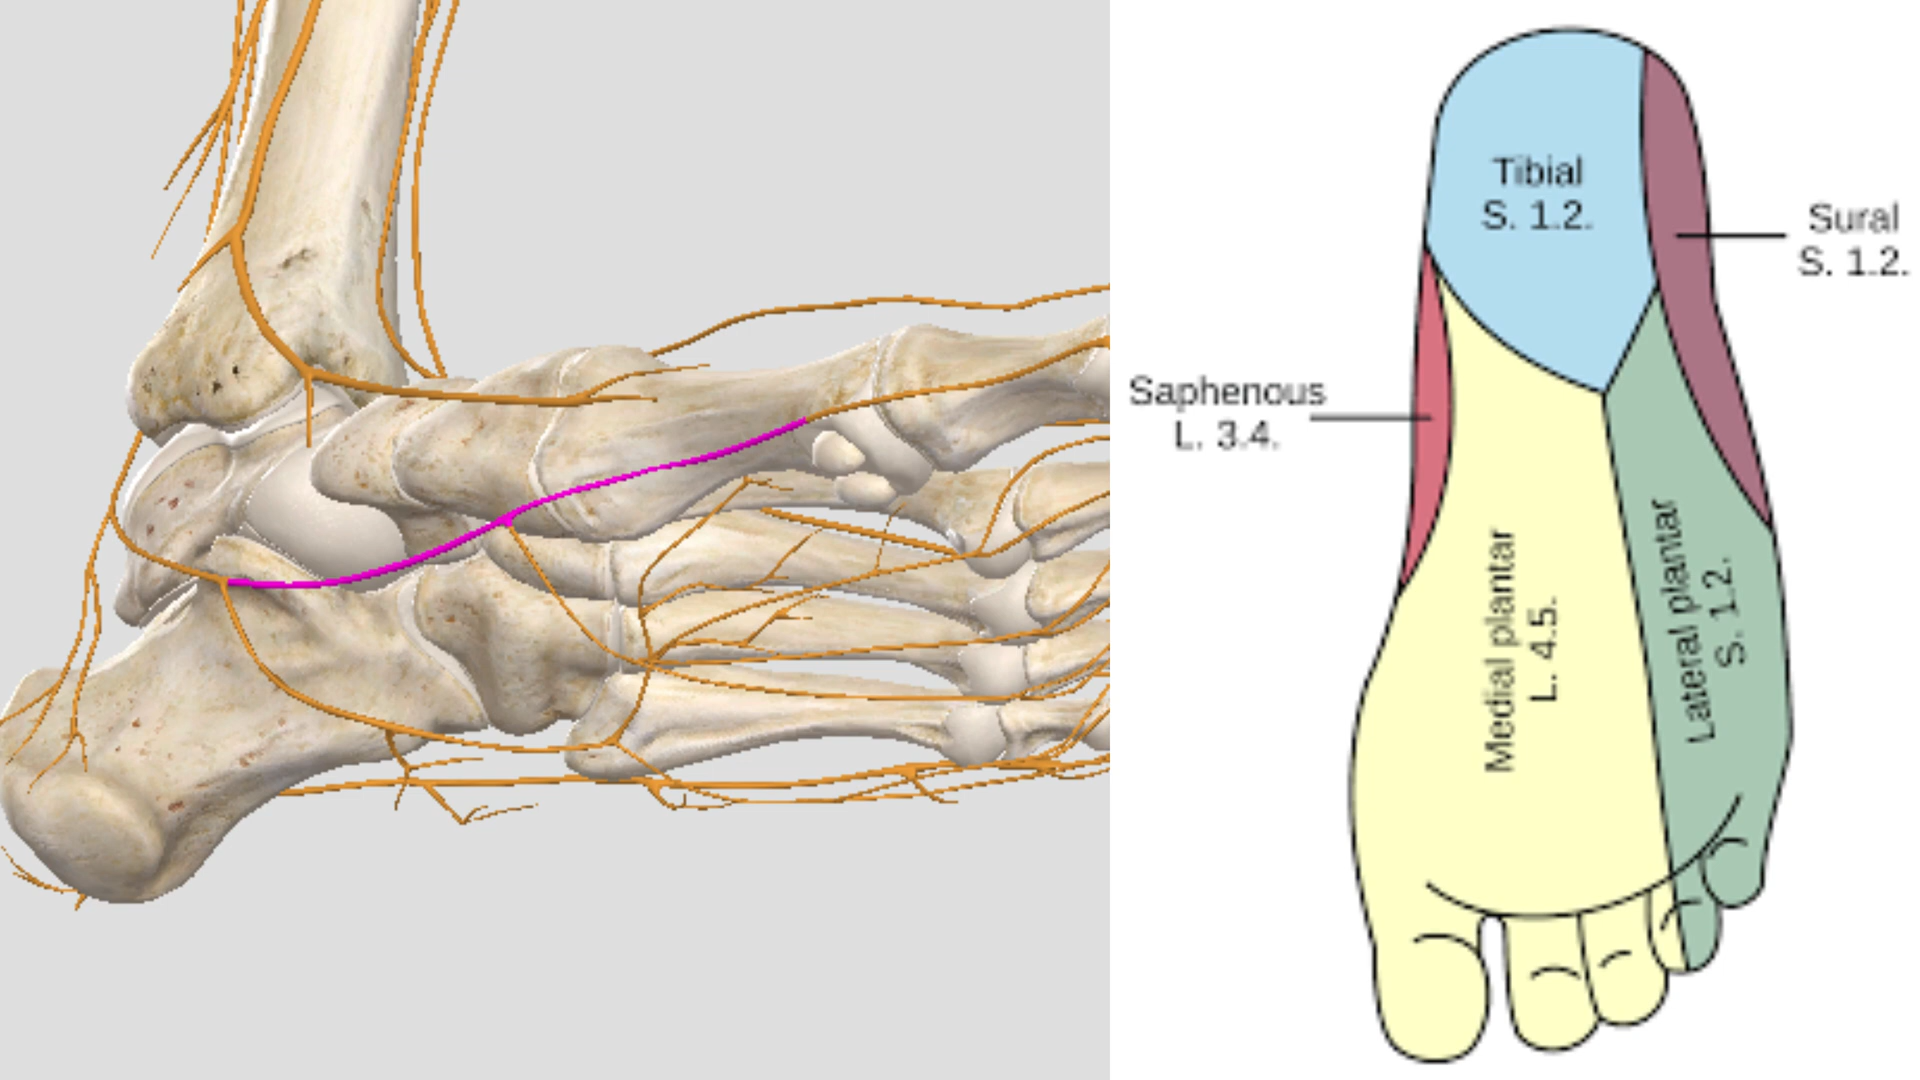 Tibial
S. 1.2.
Sural
S. 1.2.
Saphenous
L. 3.4.
Medial plantar
L. 4.5.
Lateral plantar
S. 1.2.